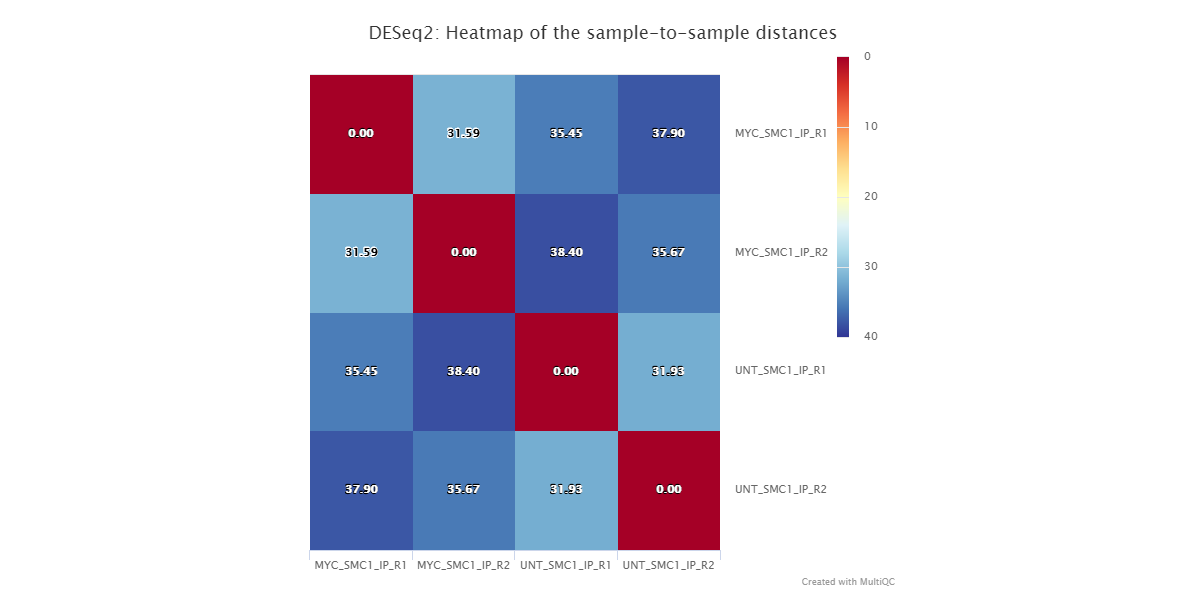 DESeq2: Heatmap of the sample-to-sample distances
0
0.00 31.59 35.45 37.90 MYC_SMC1_IP_R1
10
20
31.59 0.00 38.40 35.67 MYC_SMC1_IP_R2
30
40
35.45 38.40 0.00 31.93 UNT_SMC1_IP_R1
37.90 35.67 31.93 0.00 UNT_SMC1_IP_R2
MYC_SMC1_IP_R1 MYC_SMC1_IP_R2 UNT_SMC1_IP_R1 UNT_SMC1_IP_R2
Created with MultiQC